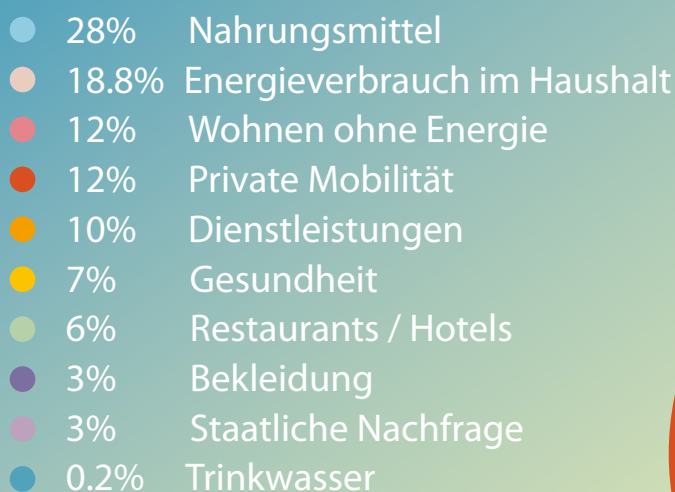 28% Nahrungsmittel
18.8% Energieverbrauch im Haushalt
12% Wohnen ohne Energie
12% Private Mobilität
10% Dienstleistungen
7% Gesundheit
6% Restaurants / Hotels
3% Bekleidung
3% Staatliche Nachfrage
0.2% Trinkwasser